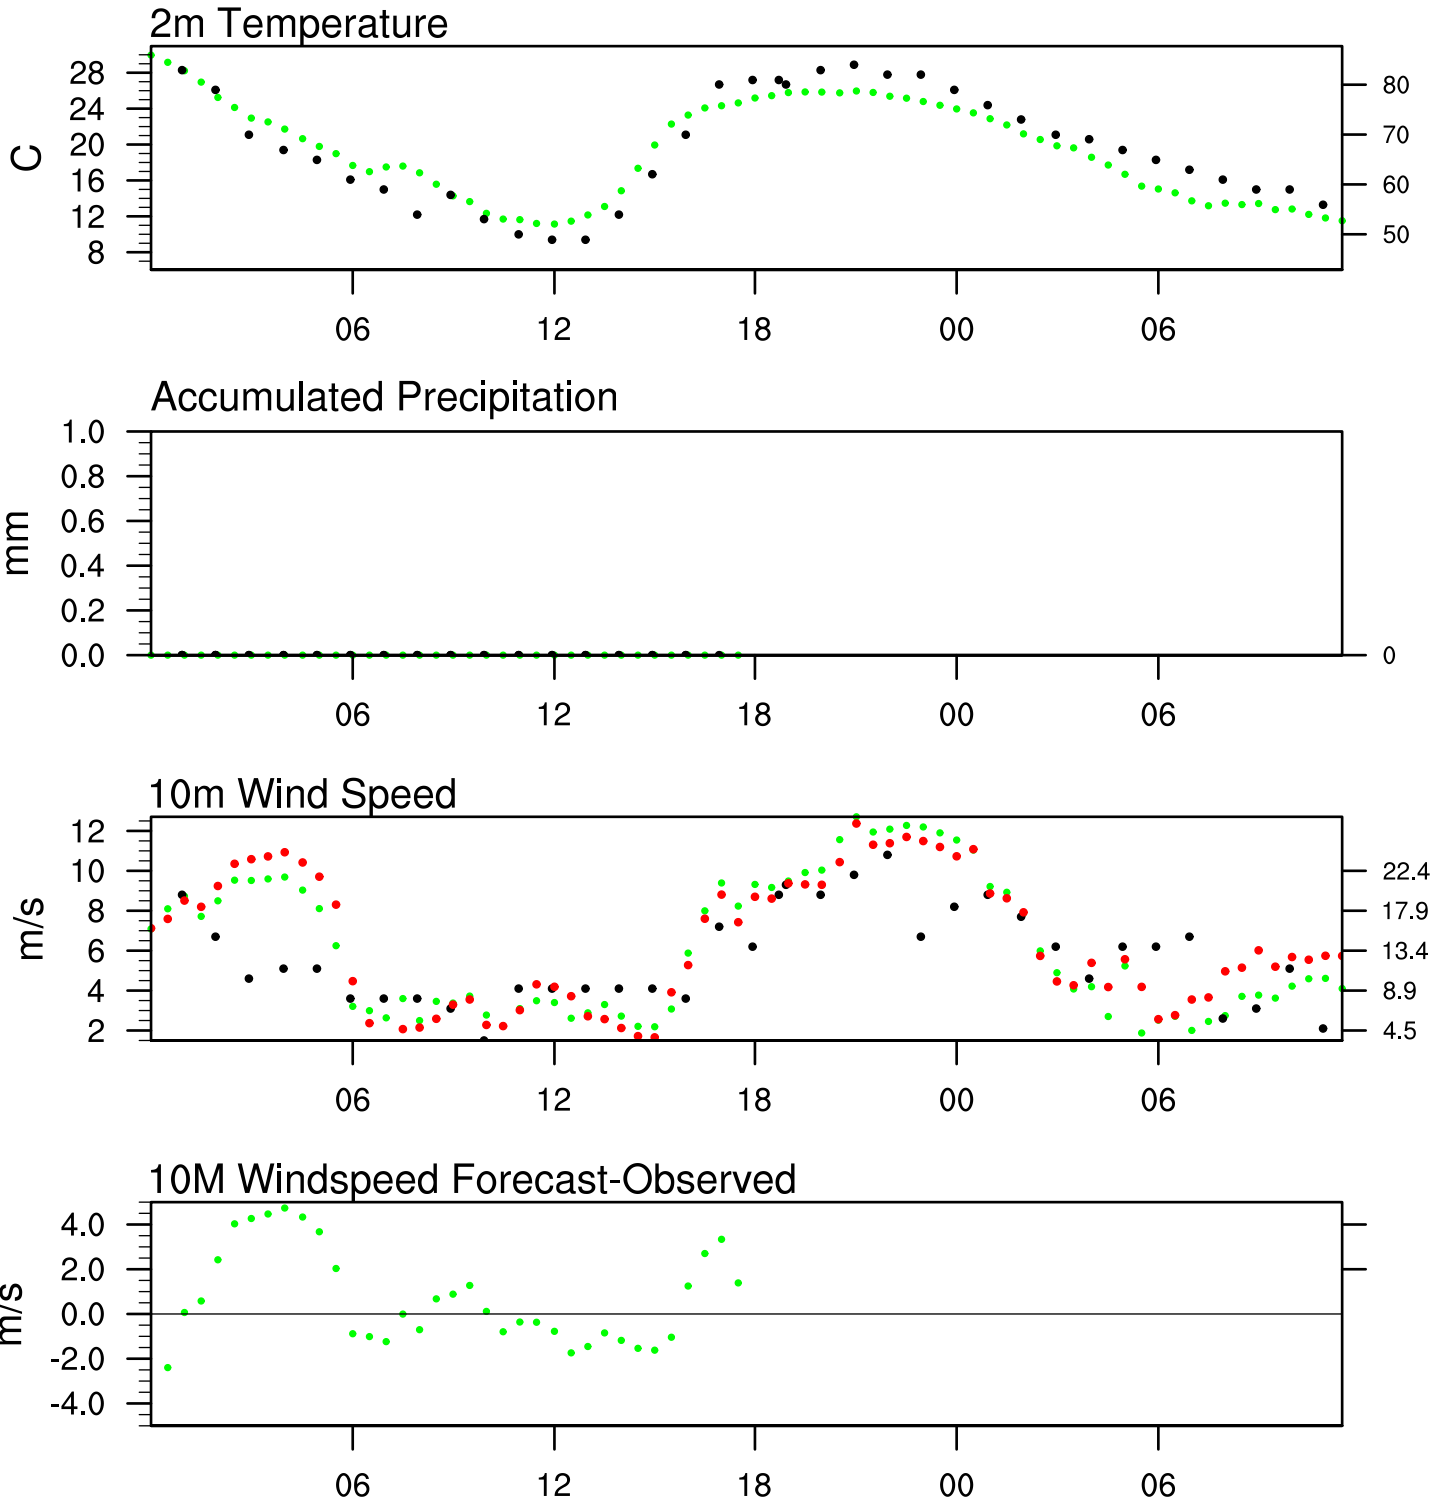 2m Temperature
C
28
24
20
16
12
8
80
70
60
50
06 12 18 00 06
Accumulated Precipitation
mm
1.0
0.8
0.6
0.4
0.2
0.0
0
06 12 18 00 06
10m Wind Speed
m/s
12
10
8
6
4
2
22.4
17.9
13.4
8.9
4.5
06 12 18 00 06
10M Windspeed Forecast-Observed
m/s
4.0
2.0
0.0
-2.0
-4.0
06 12 18 00 06